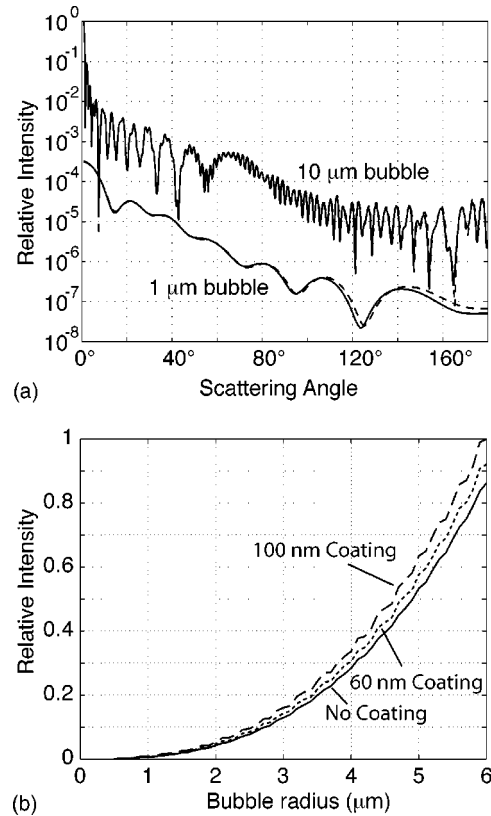 10^0
10^-2
10^-3
10^-4
10^-5
10^-6
10^-7
10^-8
Relative Intensity
10 μm bubble
1 μm bubble
0° 40° 80° 120° 160°
Scattering Angle
(a)
1
0.8
0.6
0.4
0.2
0
Relative Intensity
100 nm Coating
60 nm Coating
No Coating
0 1 2 3 4 5 6
Bubble radius (μm)
(b)